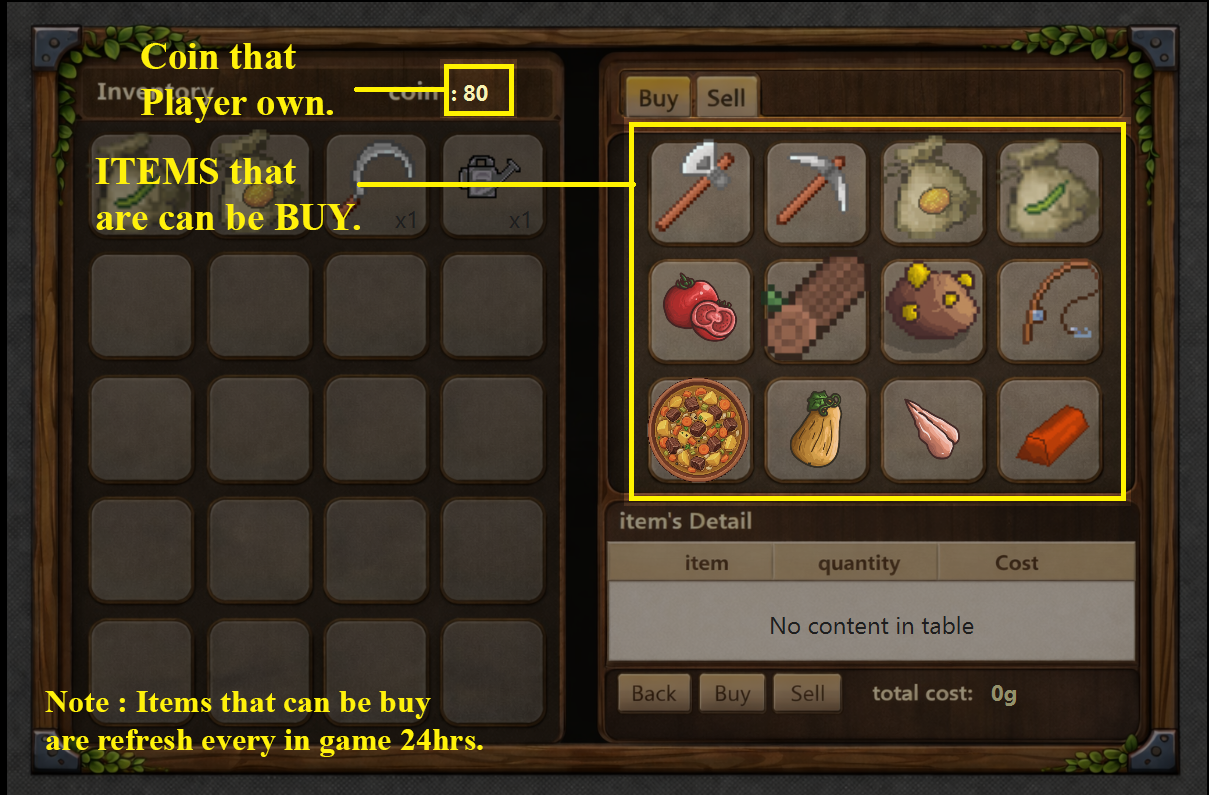 Coin that
Player own.
Inventory
coin : 80
ITEMS that
are can be BUY.
x1
x1
Note : Items that can be buy
are refresh every in game 24hrs.
Buy
Sell
item's Detail
item
quantity
Cost
No content in table
Back
Buy
Sell
total cost:
0g